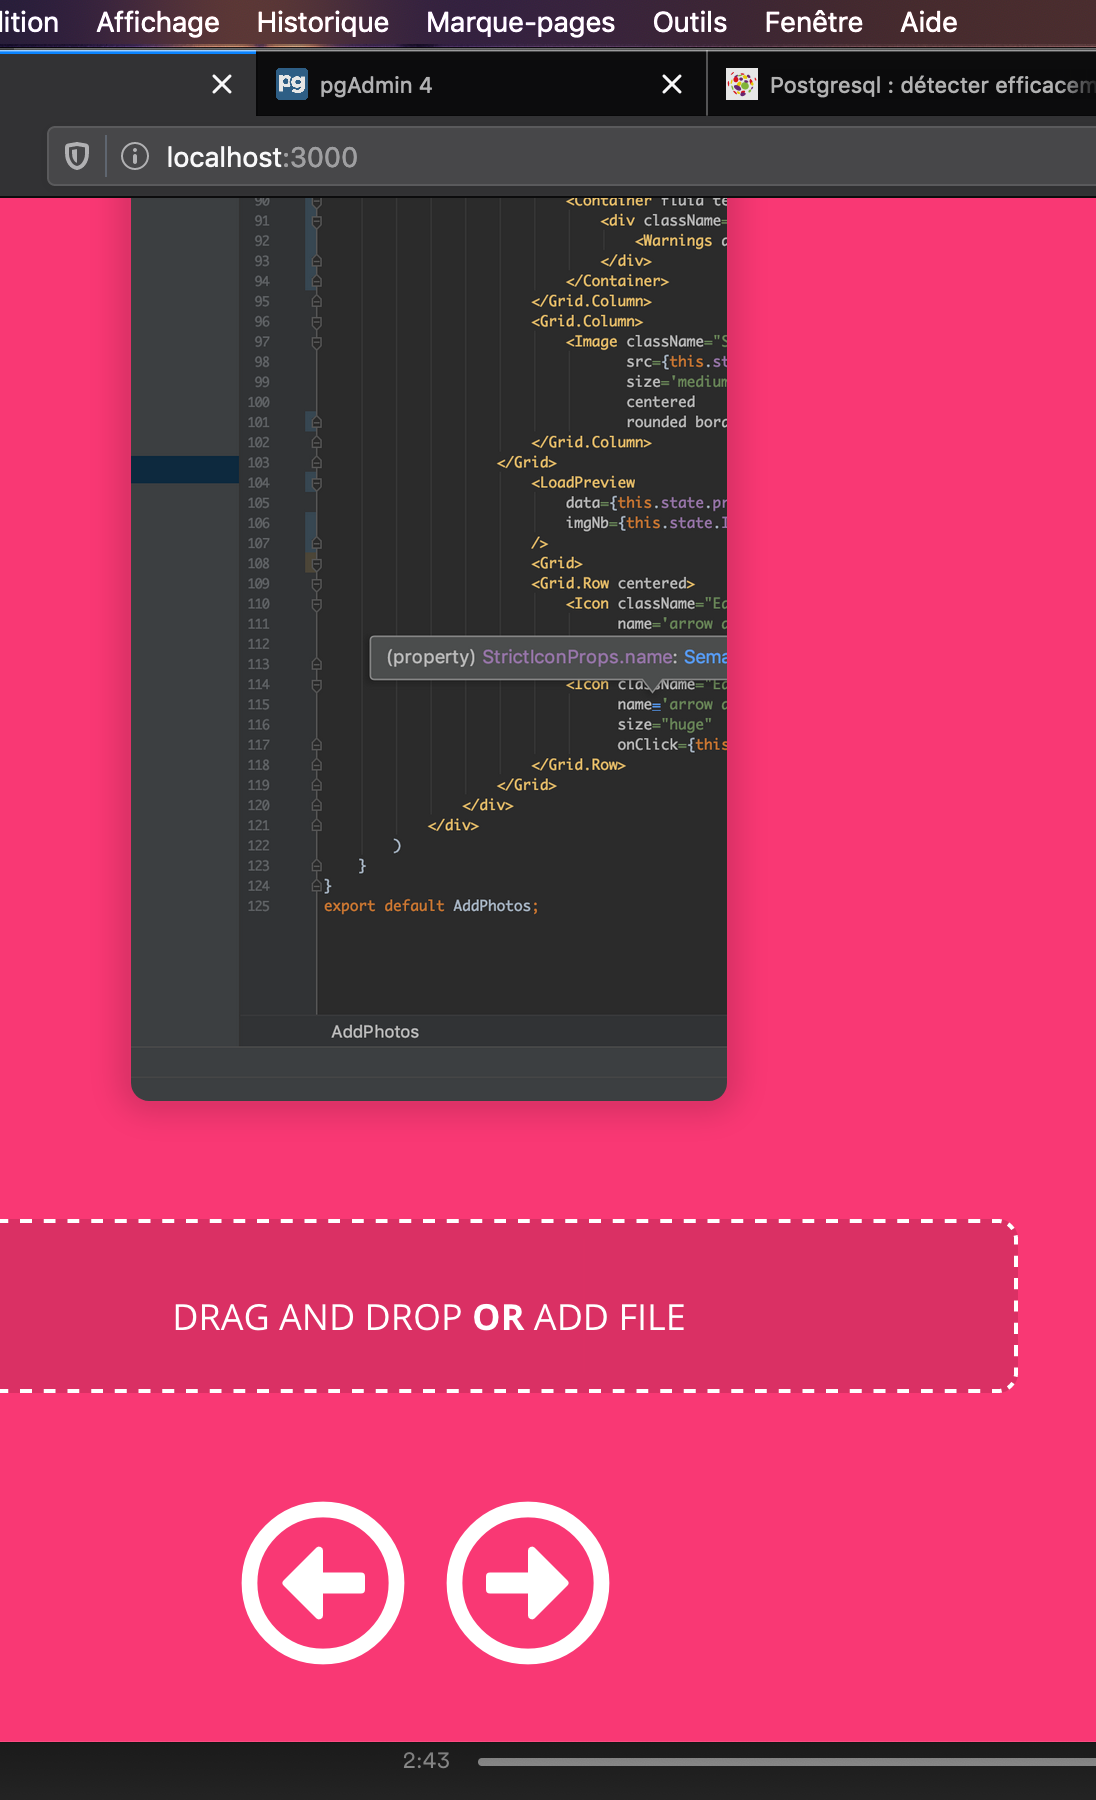 dition Affichage Historique Marque-pages Outils Fenêtre Aide
pgAdmin 4
Postgresql : détecter efficacem
localhost:3000
90 <Container fluid te
91 <div className=
92 <Warnings
93 </div>
94 </Container>
95 </Grid.Column>
96 <Grid.Column>
97 <Image className="S
98 src={this.st
99 size='medium
100 centered
101 rounded bord
102 </Grid.Column>
103 </Grid>
104 <LoadPreview
105 data={this.state.pr
106 imgNb={this.state.I
107 />
108 <Grid>
109 <Grid.Row centered>
110 <Icon className="Ea
111 name='arrow
112
(property) StrictIconProps.name: Sema
113
114 <Icon className="Ea
115 name='arrow
116 size="huge"
117 onClick={this
118 </Grid.Row>
119 </Grid>
120 </div>
121 </div>
122 )
123 }
124 }
125 export default AddPhotos;
AddPhotos
DRAG AND DROP OR ADD FILE
2:43